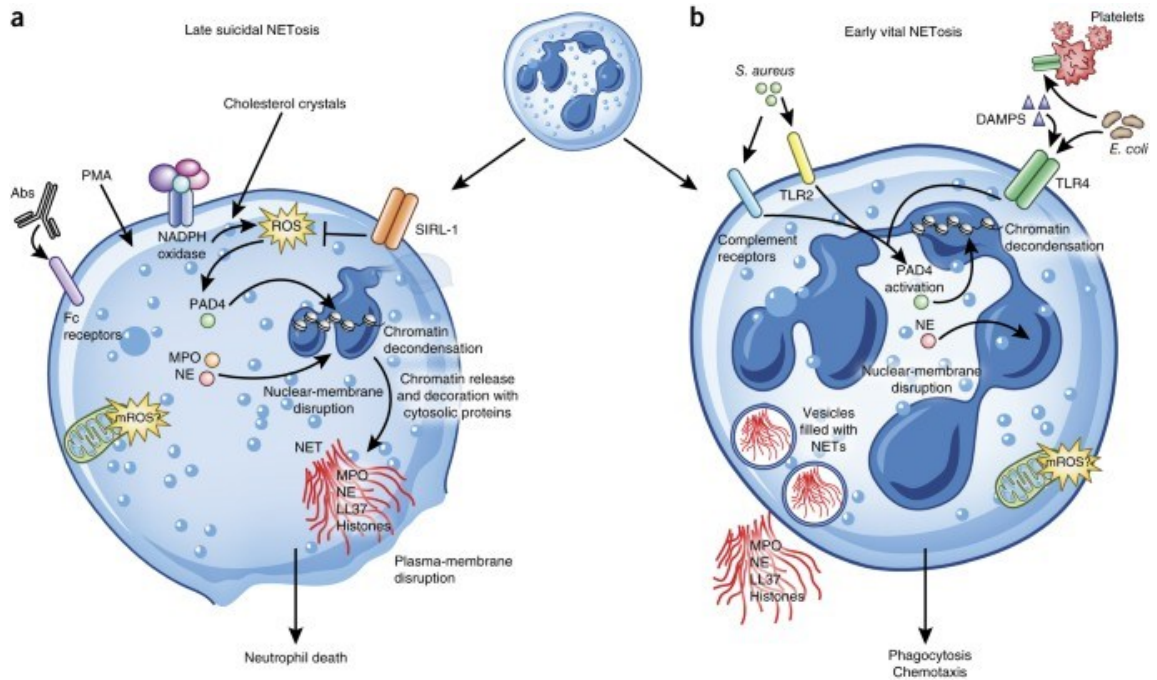 a
Late suicidal NETosis
Cholesterol crystals
Abs
PMA
NADPH
oxidase
ROS
SIRL-1
Fc
receptors
PAD4
MPO
NE
Chromatin
decondensation
Nuclear-membrane
disruption
Chromatin release
and decoration with
cytosolic proteins
mROS?
NET
MPO
NE
LL37
Histones
Plasma-membrane
disruption
Neutrophil death
b
Early vital NETosis
Platelets
S. aureus
DAMPS
E. coli
TLR2
TLR4
Complement
receptors
Chromatin
decondensation
PAD4
activation
NE
Nuclear-membrane
disruption
Vesicles
filled with
NETs
mROS?
MPO
NE
LL37
Histones
Phagocytosis
Chemotaxis